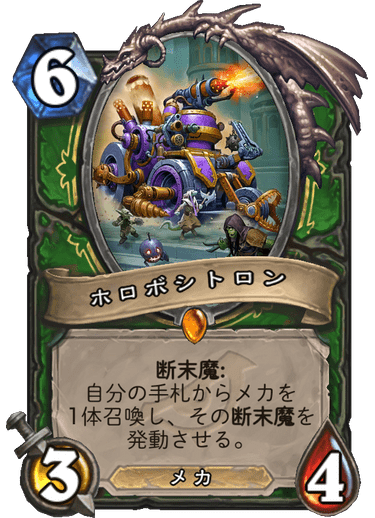 6
ホロボシトロン
断末魔:
自分の手札からメカを
1体召喚し、その断末魔を
発動させる。
メカ
3
4